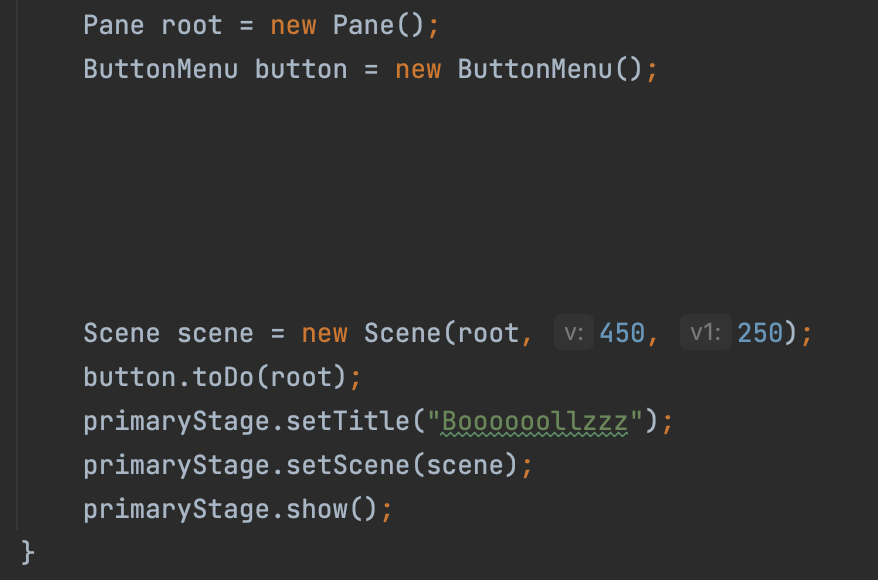 Pane root = new Pane();
ButtonMenu button = new ButtonMenu();
Scene scene = new Scene(root, v: 450, v1: 250);
button.toDo(root);
primaryStage.setTitle("Boooooollzzz");
primaryStage.setScene(scene);
primaryStage.show();
}